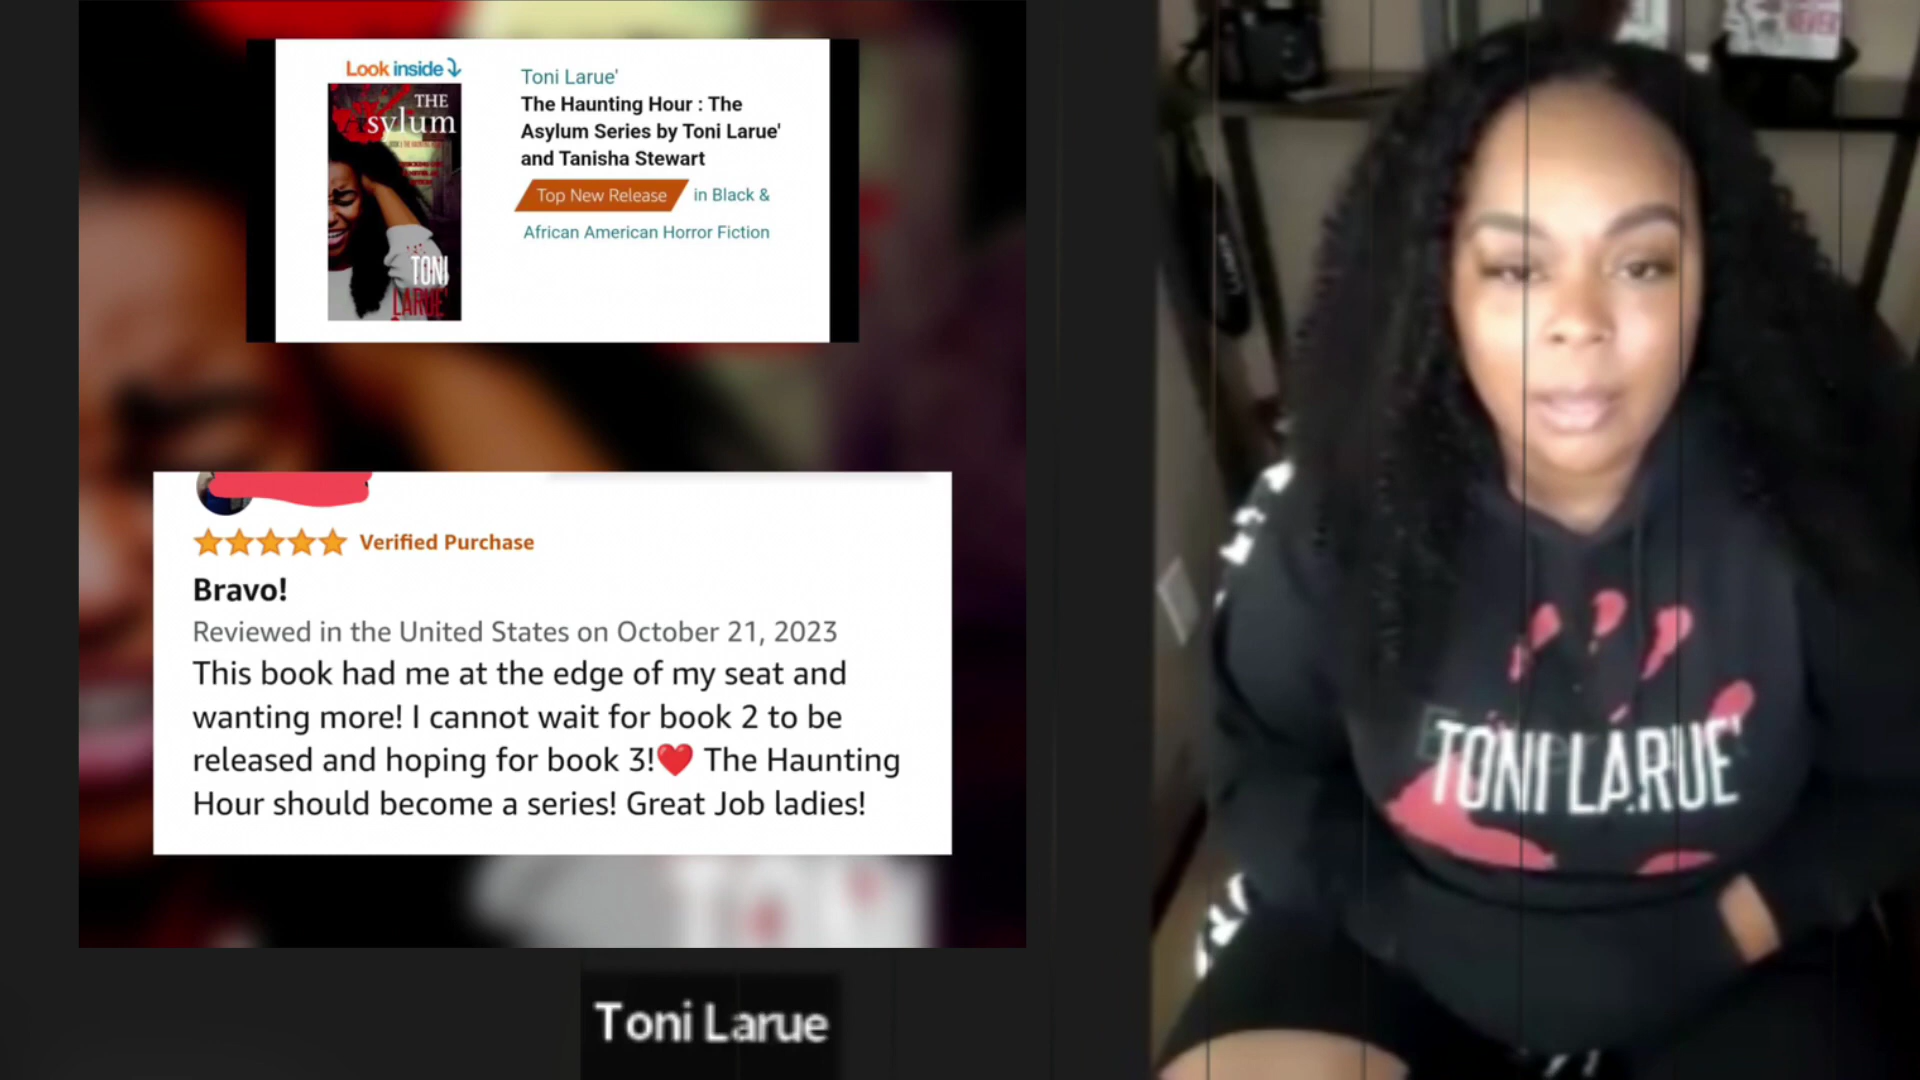 Look inside
THE
Asylum
TONI
LARUE'
Toni Larue'
The Haunting Hour : The
Asylum Series by Toni Larue'
and Tanisha Stewart
Top New Release in Black &
African American Horror Fiction
Verified Purchase
Bravo!
Reviewed in the United States on October 21, 2023
This book had me at the edge of my seat and
wanting more! I cannot wait for book 2 to be
released and hoping for book 3!❤️ The Haunting
Hour should become a series! Great Job ladies!
Toni Larue
NEVER
TONI LARUE'